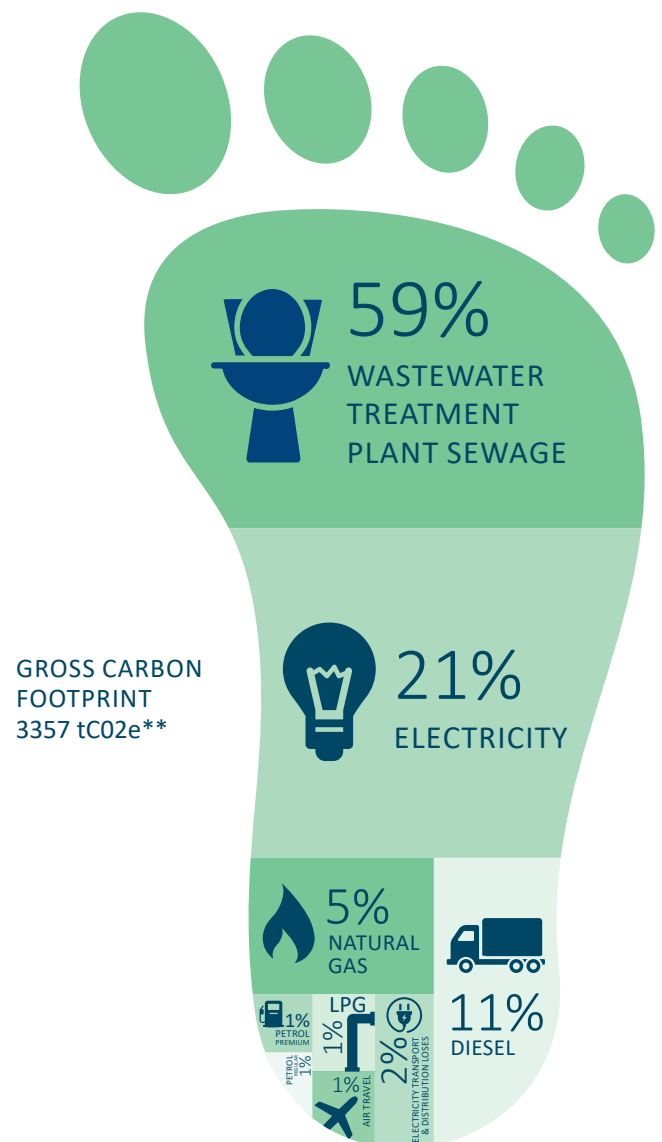 59%
WASTEWATER
TREATMENT
PLANT SEWAGE
21%
ELECTRICITY
GROSS CARBON
FOOTPRINT
3357 tC02e**
5%
NATURAL
GAS
11%
DIESEL
1%
PETROL
PREMIUM
PETROL
REGULAR
1%
LPG
1%
1%
AIR TRAVEL
2%
ELECTRICITY TRANSPORT
& DISTRIBUTION LOSES